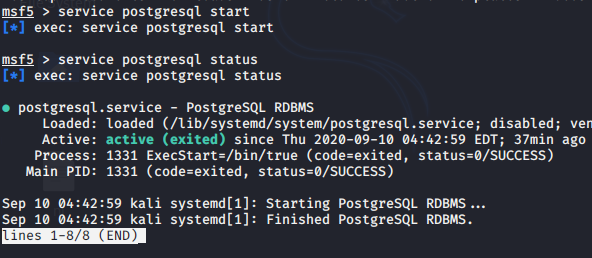 msf5 > service postgresql start
[*] exec: service postgresql start
msf5 > service postgresql status
[*] exec: service postgresql status
● postgresql.service - PostgreSQL RDBMS
Loaded: loaded (/lib/systemd/system/postgresql.service; disabled; ven
Active: active (exited) since Thu 2020-09-10 04:42:59 EDT; 37min ago
Process: 1331 ExecStart=/bin/true (code=exited, status=0/SUCCESS)
Main PID: 1331 (code=exited, status=0/SUCCESS)
Sep 10 04:42:59 kali systemd[1]: Starting PostgreSQL RDBMS...
Sep 10 04:42:59 kali systemd[1]: Finished PostgreSQL RDBMS.
lines 1-8/8 (END)